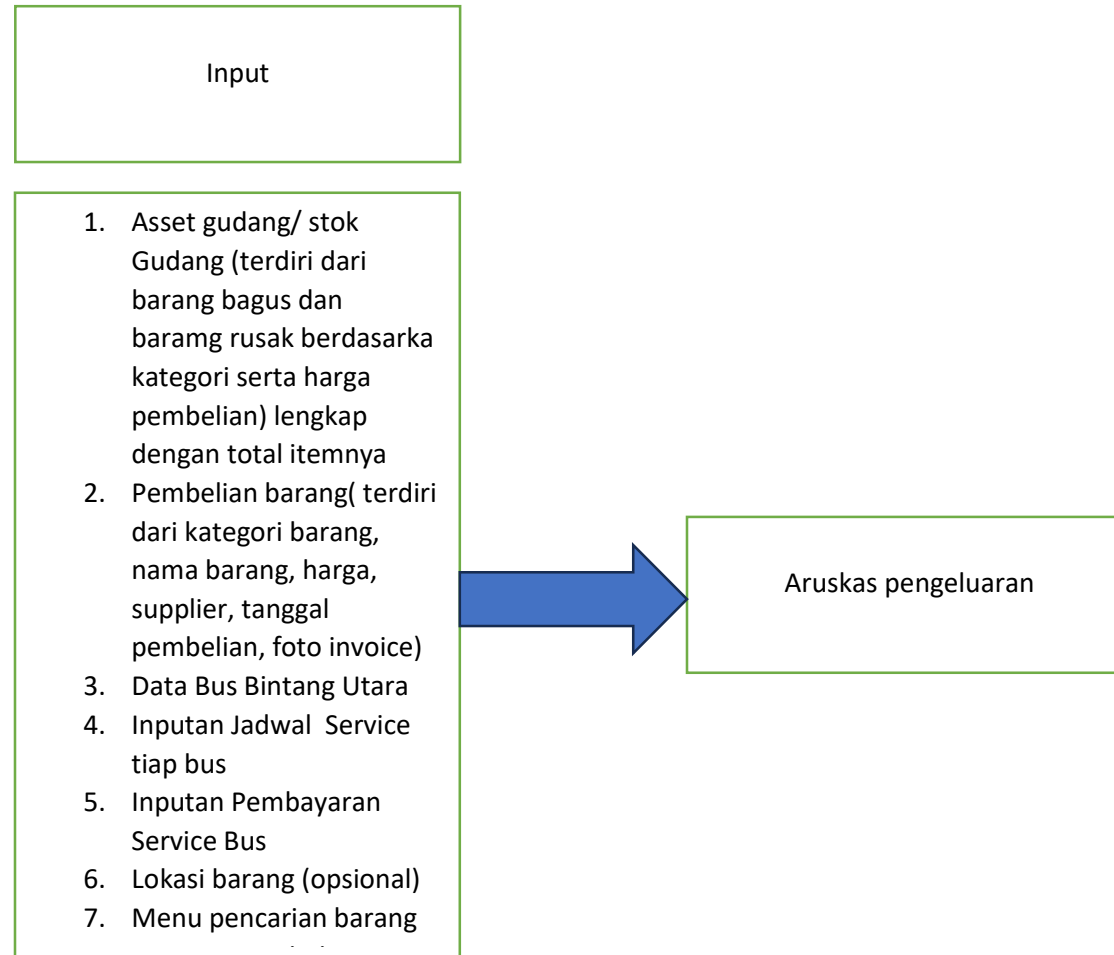 Input
1. Asset gudang/ stok
Gudang (terdiri dari
barang bagus dan
baramg rusak berdasarka
kategori serta harga
pembelian) lengkap
dengan total itemnya
2. Pembelian barang( terdiri
dari kategori barang,
nama barang, harga,
supplier, tanggal
pembelian, foto invoice)
3. Data Bus Bintang Utara
4. Inputan Jadwal  Service
tiap bus
5. Inputan Pembayaran
Service Bus
6. Lokasi barang (opsional)
7. Menu pencarian barang
Aruskas pengeluaran